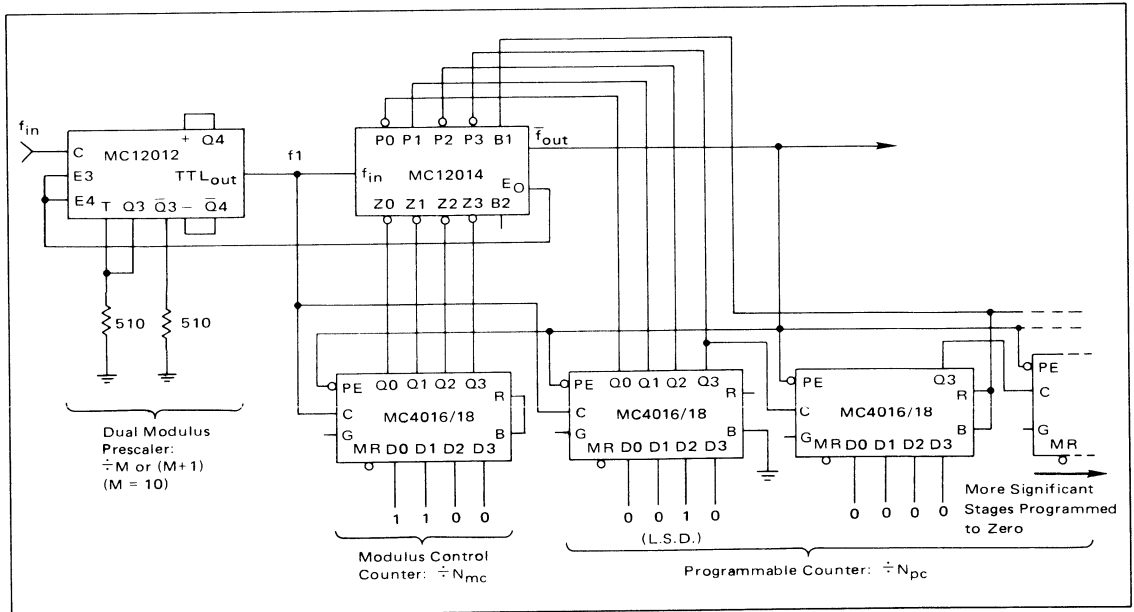 f_in
C
MC12012
+ Q4
E3
TTL_out
E4
T Q3 Q̅3 – Q̅4
510
510
Dual Modulus
Prescaler:
÷M or (M+1)
(M = 10)
f1
P0 P1 P2 P3 B1
f_in
MC12014
E_O
Z0 Z1 Z2 Z3 B2
f̅_out
PE Q0 Q1 Q2 Q3
R
C
MC4016/18
G
B
MR D0 D1 D2 D3
1 1 0 0
Modulus Control
Counter: ÷N_mc
PE Q0 Q1 Q2 Q3
R
C
MC4016/18
G
B
MR D0 D1 D2 D3
0 0 1 0
(L.S.D.)
PE Q3
R
C
MC4016/18
G
B
MR D0 D1 D2 D3
0 0 0 0
PE
C
G
MR
More Significant
Stages Programmed
to Zero
Programmable Counter: ÷N_pc